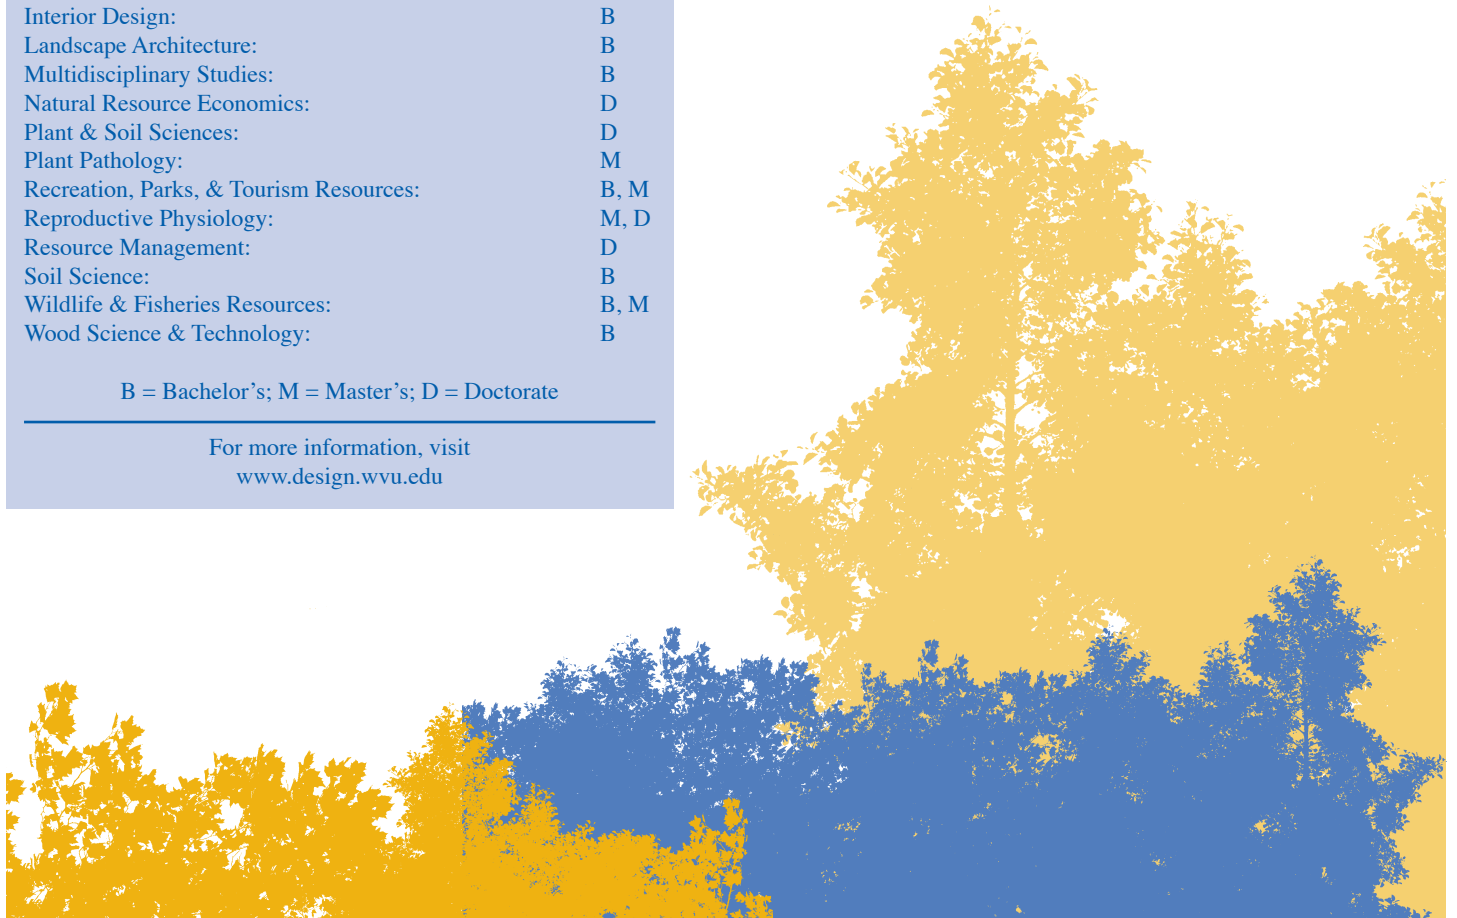 Interior Design: B
Landscape Architecture: B
Multidisciplinary Studies: B
Natural Resource Economics: D
Plant & Soil Sciences: D
Plant Pathology: M
Recreation, Parks, & Tourism Resources: B, M
Reproductive Physiology: M, D
Resource Management: D
Soil Science: B
Wildlife & Fisheries Resources: B, M
Wood Science & Technology: B
B = Bachelor’s; M = Master’s; D = Doctorate
For more information, visit
www.design.wvu.edu